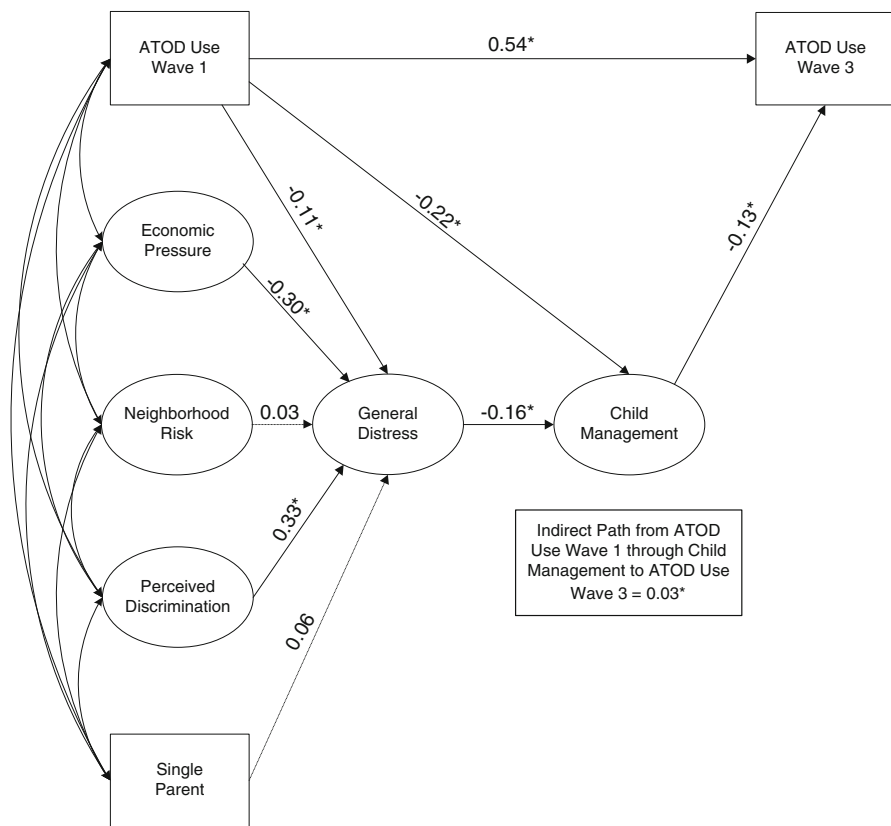 ATOD Use
Wave 1
0.54*
ATOD Use
Wave 3
-0.11*
-0.22*
-0.13*
Economic
Pressure
-0.30*
Neighborhood
Risk
0.03
General
Distress
-0.16*
Child
Management
0.33*
Indirect Path from ATOD
Use Wave 1 through Child
Management to ATOD Use
Wave 3 = 0.03*
Perceived
Discrimination
0.06
Single
Parent